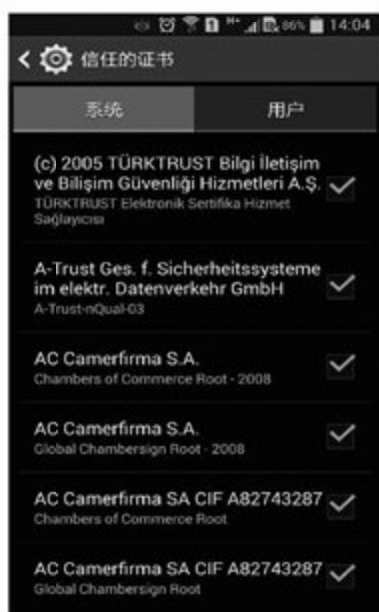 1 H+ 86% 14:04
信任的证书
系统 用户
(c) 2005 TÜRKTRUST Bilgi İletişim
ve Bilişim Güvenliği Hizmetleri A.Ş.
TÜRKTRUST Elektronik Sertifika Hizmet
Sağlayıcısı
A-Trust Ges. f. Sicherheitssysteme
im elektr. Datenverkehr GmbH
A-Trust-nQual-03
AC Camerfirma S.A.
Chambers of Commerce Root - 2008
AC Camerfirma S.A.
Global Chambersign Root - 2008
AC Camerfirma SA CIF A82743287
Chambers of Commerce Root
AC Camerfirma SA CIF A82743287
Global Chambersign Root